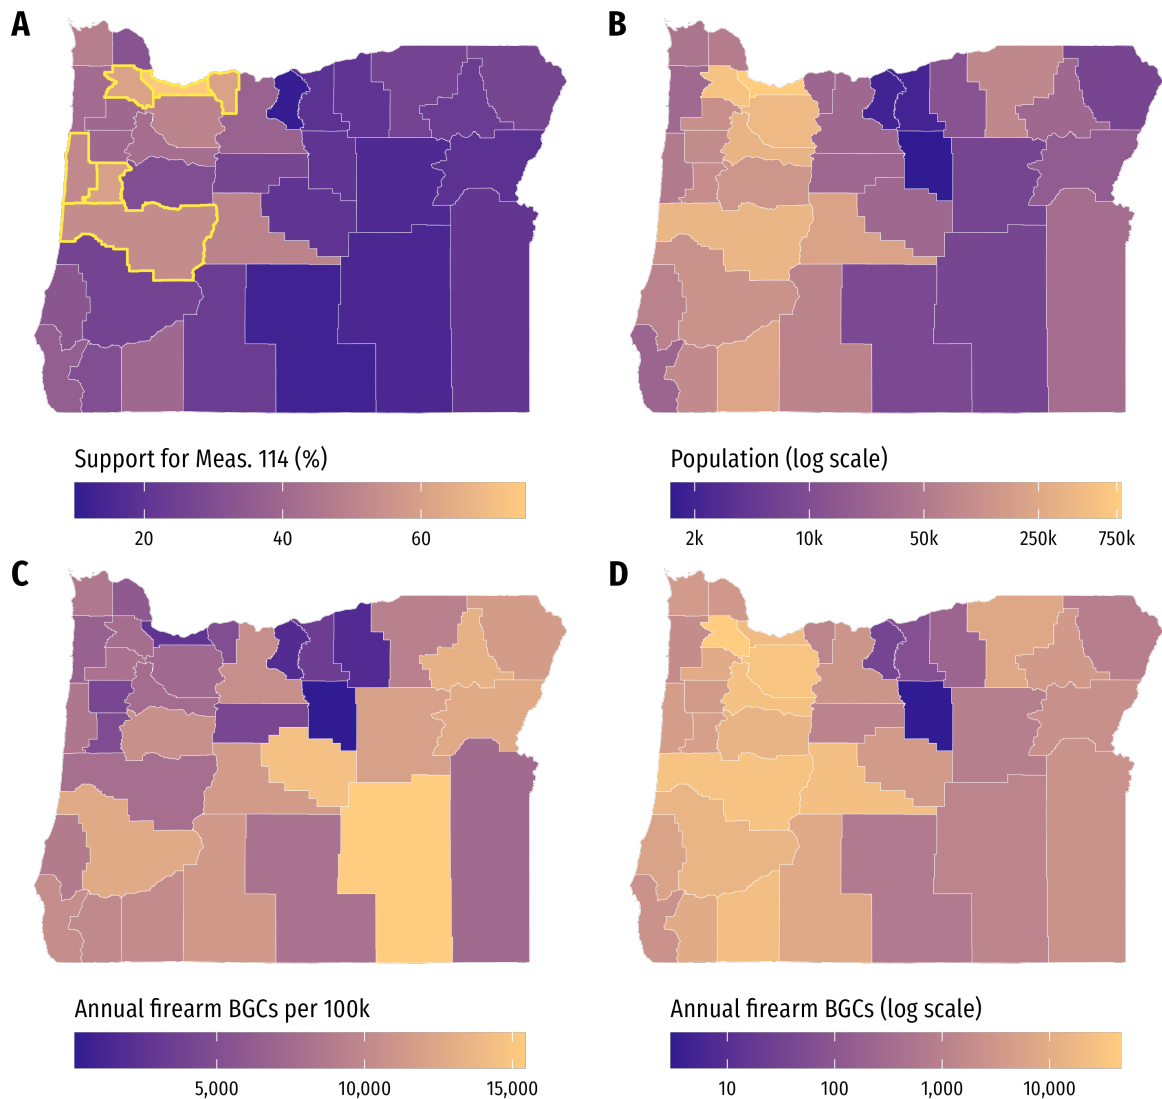 A
B
Support for Meas. 114 (%)
20 40 60
Population (log scale)
2k 10k 50k 250k 750k
C
D
Annual firearm BGCs per 100k
5,000 10,000 15,000
Annual firearm BGCs (log scale)
10 100 1,000 10,000